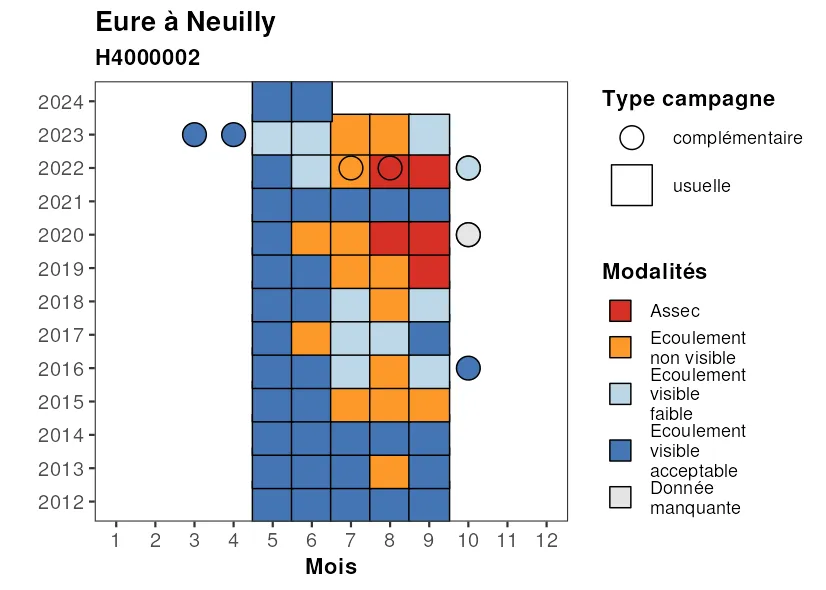 Eure à Neuilly
H4000002
2024
2023
2022
2021
2020
2019
2018
2017
2016
2015
2014
2013
2012
1 2 3 4 5 6 7 8 9 10 11 12
Mois
Type campagne
complémentaire
usuelle
Modalités
Assec
Ecoulement
non visible
Ecoulement
visible
faible
Ecoulement
visible
acceptable
Donnée
manquante